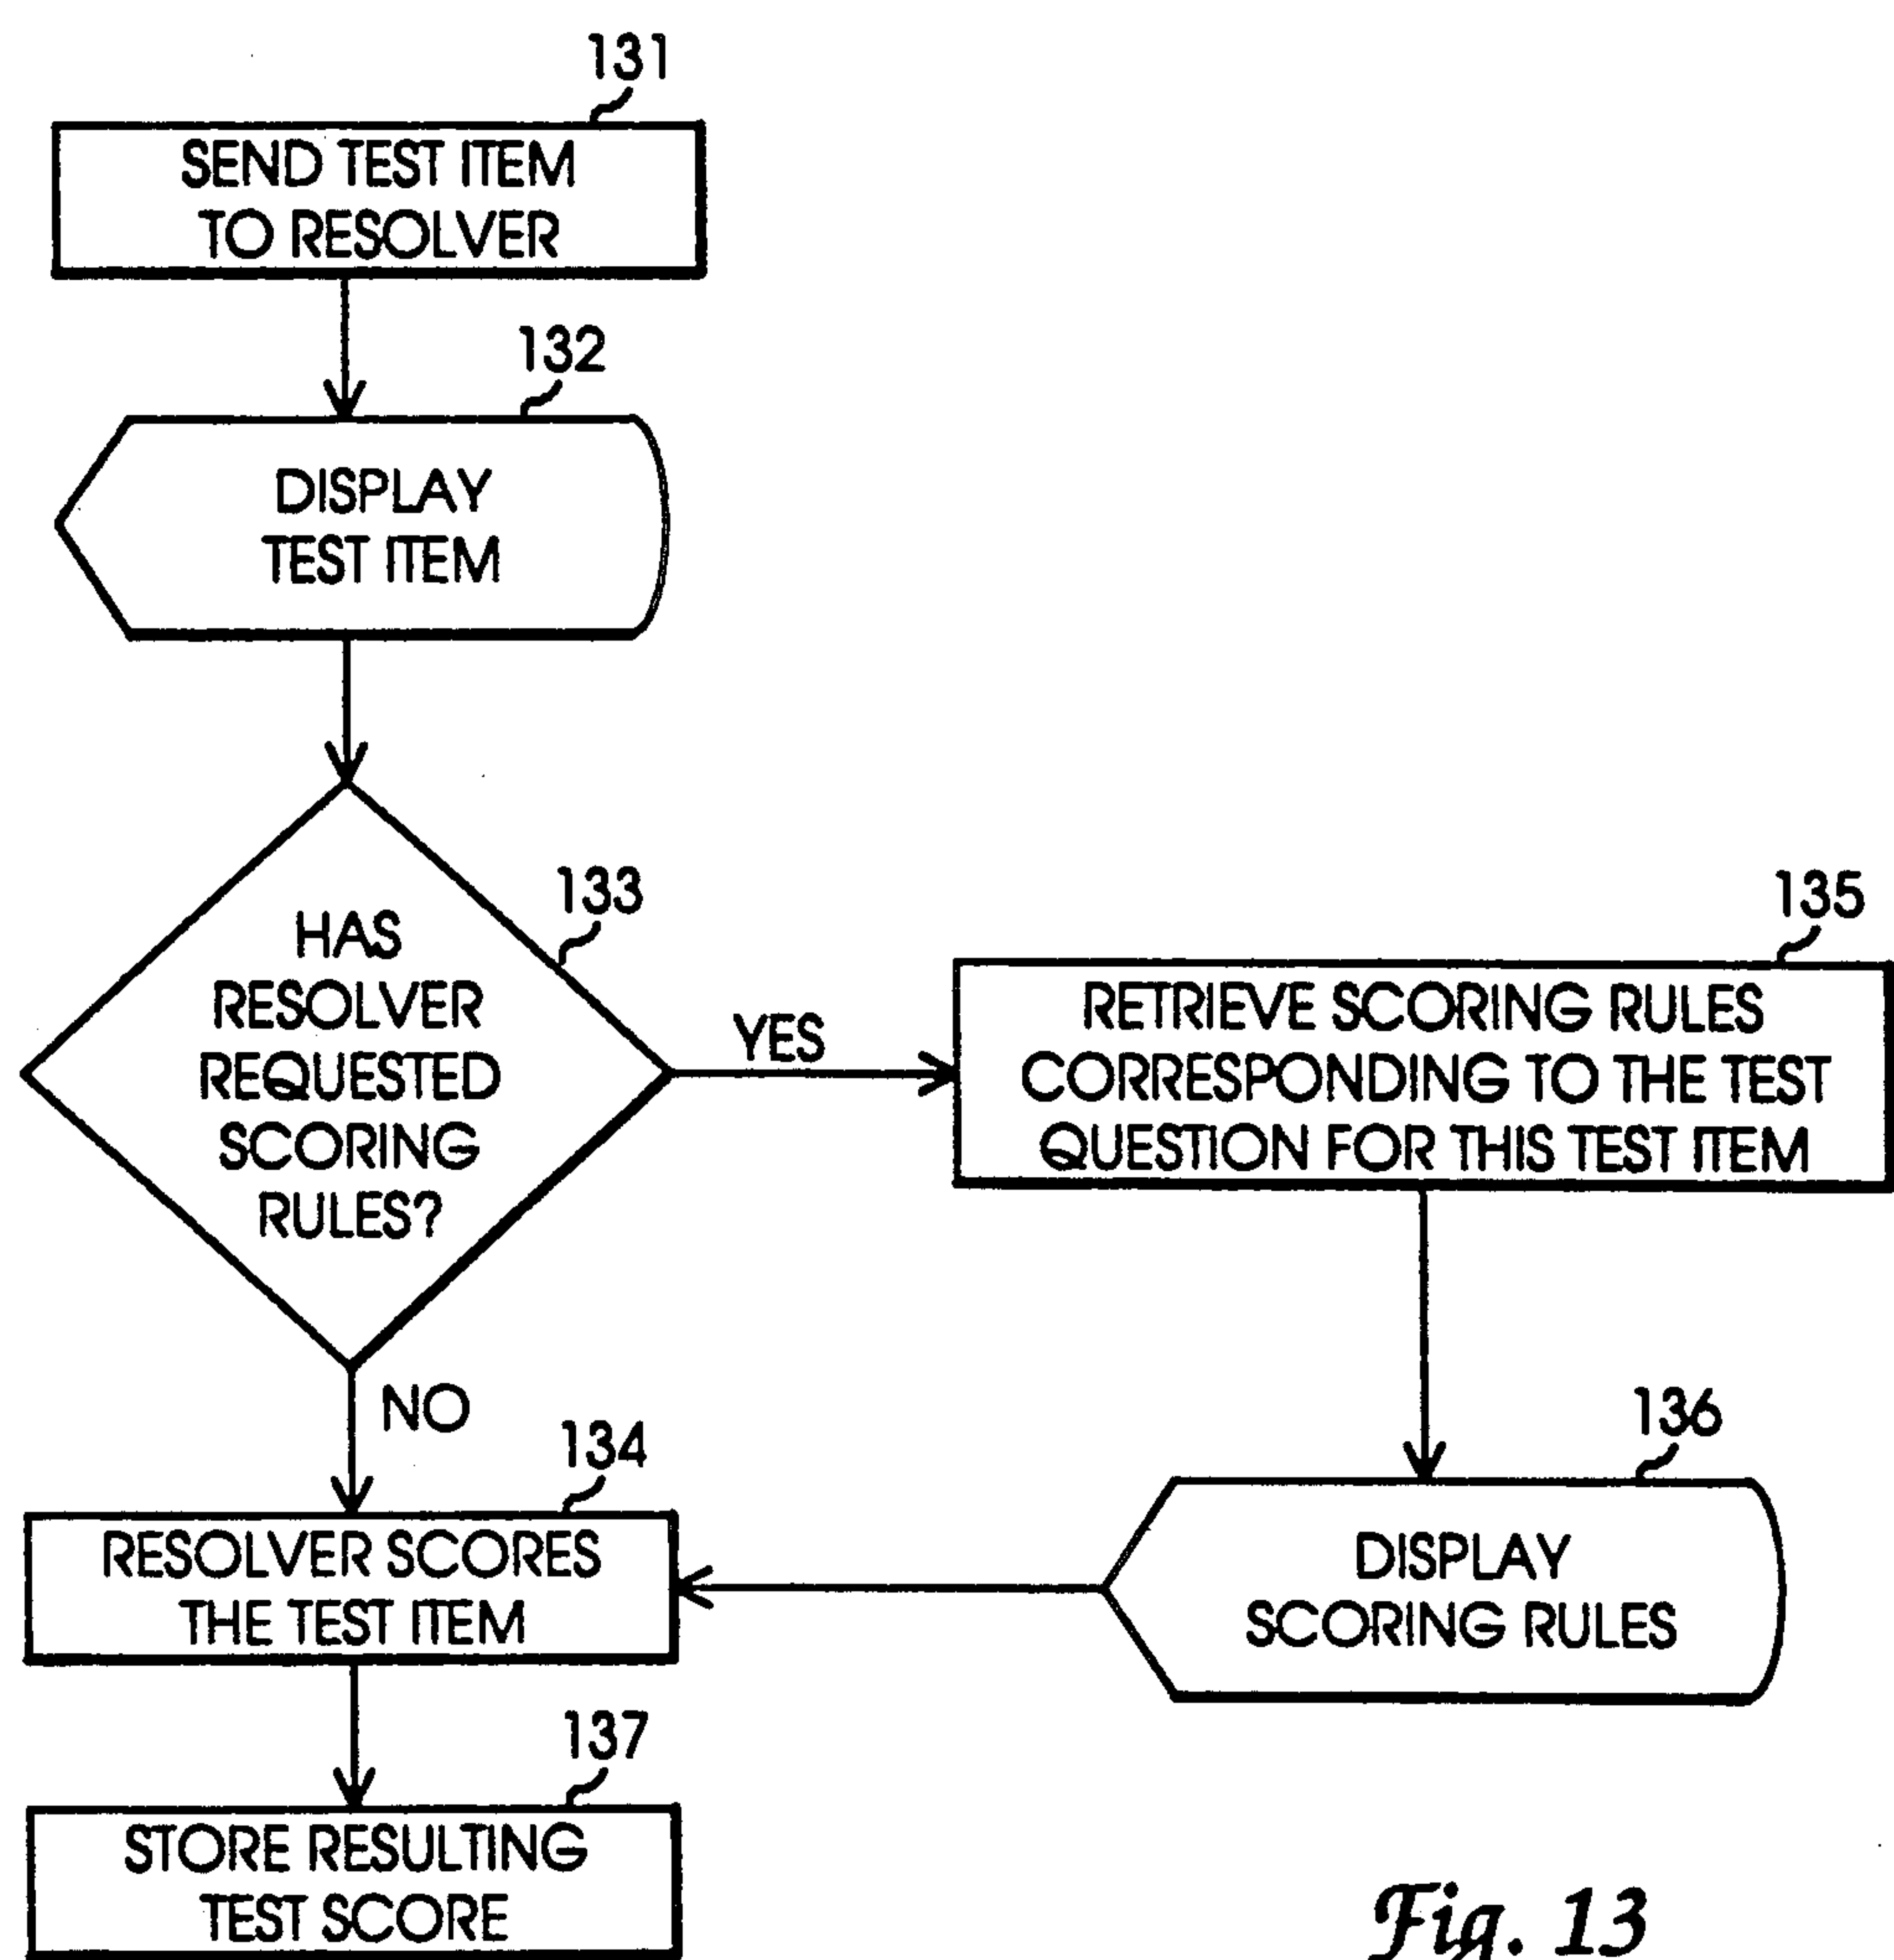 131
SEND TEST ITEM
TO RESOLVER
132
DISPLAY
TEST ITEM
133
HAS
RESOLVER
REQUESTED
SCORING
RULES?
YES
135
RETRIEVE SCORING RULES
CORRESPONDING TO THE TEST
QUESTION FOR THIS TEST ITEM
NO
134
RESOLVER SCORES
THE TEST ITEM
136
DISPLAY
SCORING RULES
137
STORE RESULTING
TEST SCORE
Fig. 13